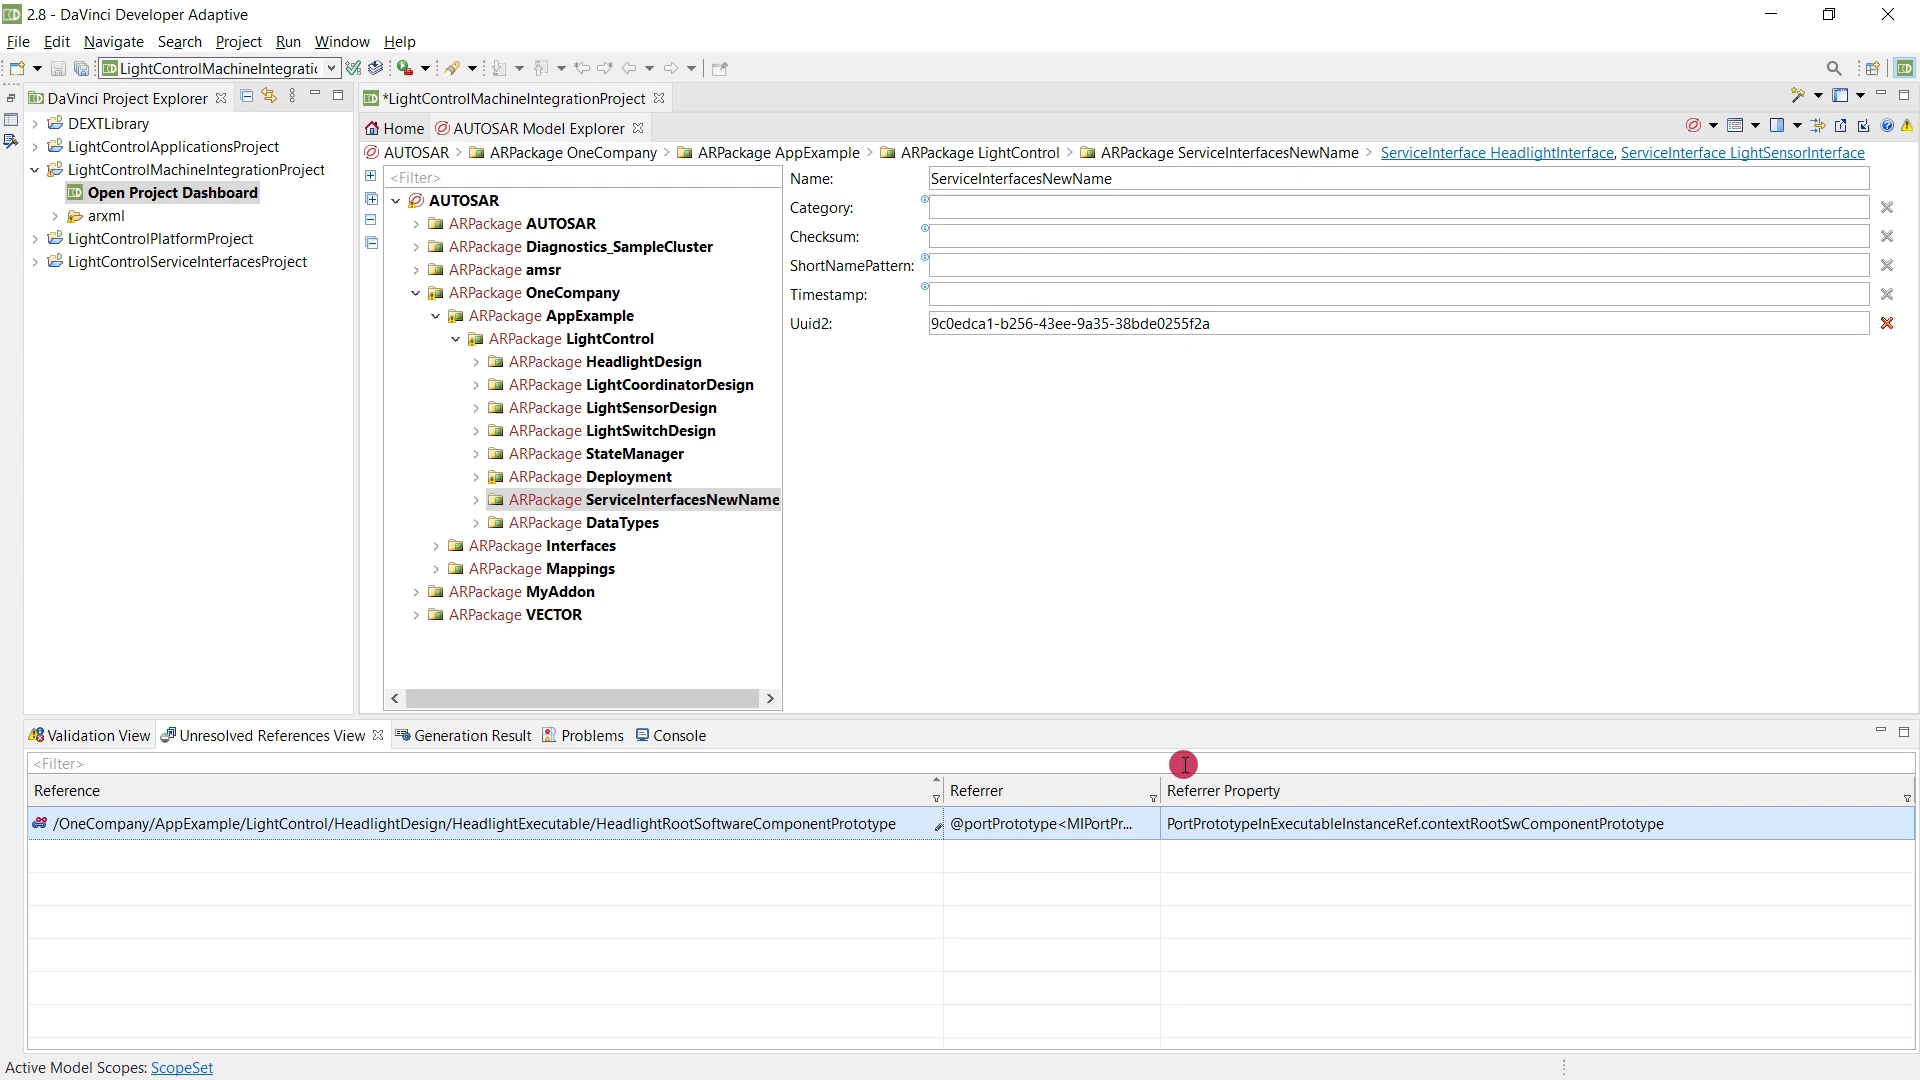 2.8 - DaVinci Developer Adaptive
File Edit Navigate Search Project Run Window Help
LightControlMachineIntegratic
DaVinci Project Explorer
DEXTLibrary
LightControlApplicationsProject
LightControlMachineIntegrationProject
Open Project Dashboard
arxml
LightControlPlatformProject
LightControlServiceInterfacesProject
*LightControlMachineIntegrationProject
Home AUTOSAR Model Explorer
AUTOSAR > ARPackage OneCompany > ARPackage AppExample > ARPackage LightControl > ARPackage ServiceInterfacesNewName > ServiceInterface HeadlightInterface, ServiceInterface LightSensorInterface
<Filter>
AUTOSAR
ARPackage AUTOSAR
ARPackage Diagnostics_SampleCluster
ARPackage amsr
ARPackage OneCompany
ARPackage AppExample
ARPackage LightControl
ARPackage HeadlightDesign
ARPackage LightCoordinatorDesign
ARPackage LightSensorDesign
ARPackage LightSwitchDesign
ARPackage StateManager
ARPackage Deployment
ARPackage ServiceInterfacesNewName
ARPackage DataTypes
ARPackage Interfaces
ARPackage Mappings
ARPackage MyAddon
ARPackage VECTOR
Name: ServiceInterfacesNewName
Category:
Checksum:
ShortNamePattern:
Timestamp:
Uuid2: 9c0edca1-b256-43ee-9a35-38bde0255f2a
Validation View Unresolved References View Generation Result Problems Console
<Filter>
Reference Referrer Referrer Property
/OneCompany/AppExample/LightControl/HeadlightDesign/HeadlightExecutable/HeadlightRootSoftwareComponentPrototype @portPrototype<MIPortPr... PortPrototypeInExecutableInstanceRef.contextRootSwComponentPrototype
Active Model Scopes: ScopeSet